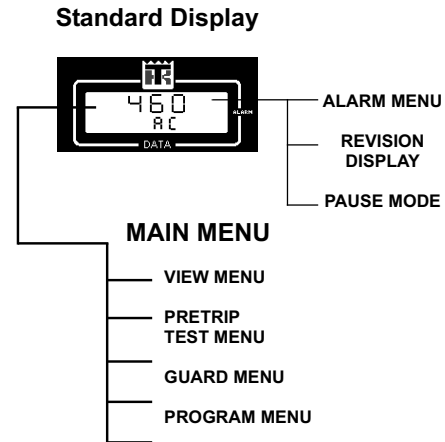 Standard Display
TK
460
AC
ALARM
DATA
ALARM MENU
REVISION
DISPLAY
PAUSE MODE
MAIN MENU
VIEW MENU
PRETRIP
TEST MENU
GUARD MENU
PROGRAM MENU